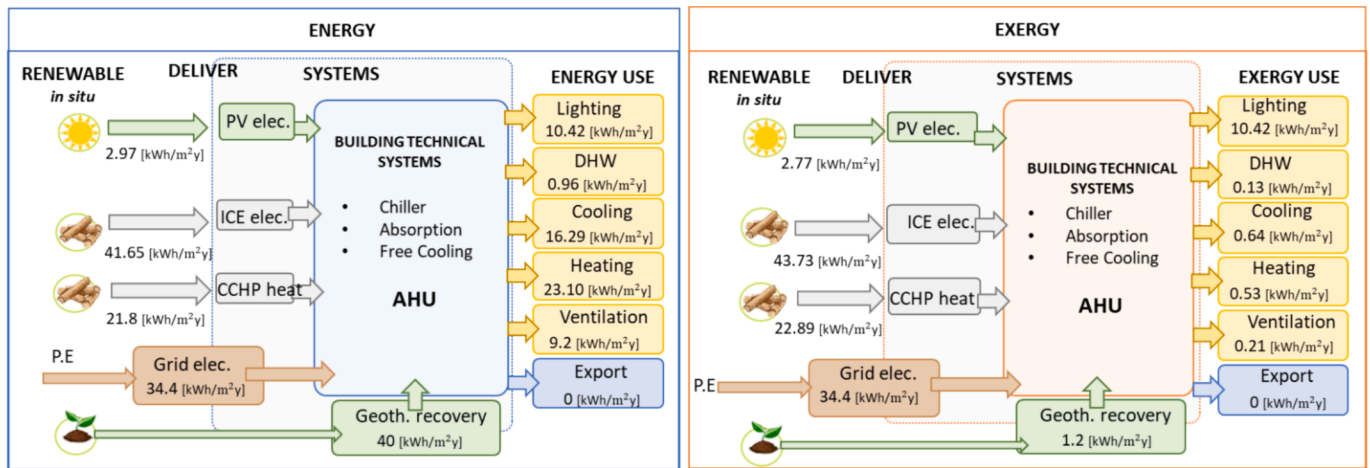 ENERGY
RENEWABLE
in situ
DELIVER
SYSTEMS
ENERGY USE
2.97 [kWh/m²y]
PV elec.
41.65 [kWh/m²y]
ICE elec.
21.8 [kWh/m²y]
CCHP heat
P.E
Grid elec.
34.4 [kWh/m²y]
BUILDING TECHNICAL
SYSTEMS
• Chiller
• Absorption
• Free Cooling
AHU
Geoth. recovery
40 [kWh/m²y]
Lighting
10.42 [kWh/m²y]
DHW
0.96 [kWh/m²y]
Cooling
16.29 [kWh/m²y]
Heating
23.10 [kWh/m²y]
Ventilation
9.2 [kWh/m²y]
Export
0 [kWh/m²y]
EXERGY
RENEWABLE
in situ
DELIVER
SYSTEMS
EXERGY USE
2.77 [kWh/m²y]
PV elec.
43.73 [kWh/m²y]
ICE elec.
22.89 [kWh/m²y]
CCHP heat
P.E
Grid elec.
34.4 [kWh/m²y]
BUILDING TECHNICAL
SYSTEMS
• Chiller
• Absorption
• Free Cooling
AHU
Geoth. recovery
1.2 [kWh/m²y]
Lighting
10.42 [kWh/m²y]
DHW
0.13 [kWh/m²y]
Cooling
0.64 [kWh/m²y]
Heating
0.53 [kWh/m²y]
Ventilation
0.21 [kWh/m²y]
Export
0 [kWh/m²y]